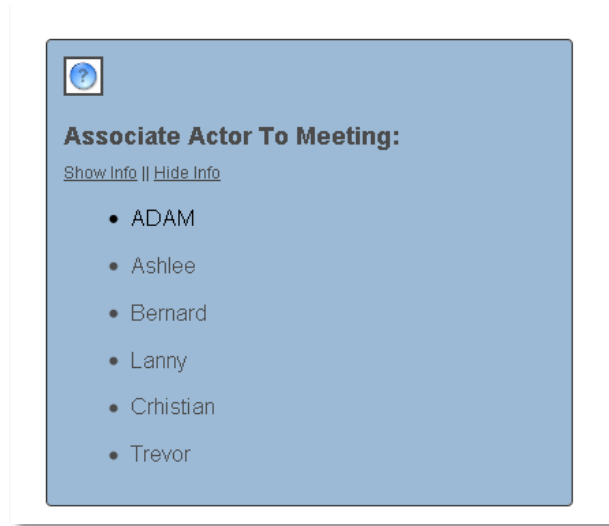 ?
Associate Actor To Meeting:
Show Info || Hide Info
• ADAM
• Ashlee
• Bernard
• Lanny
• Crhistian
• Trevor